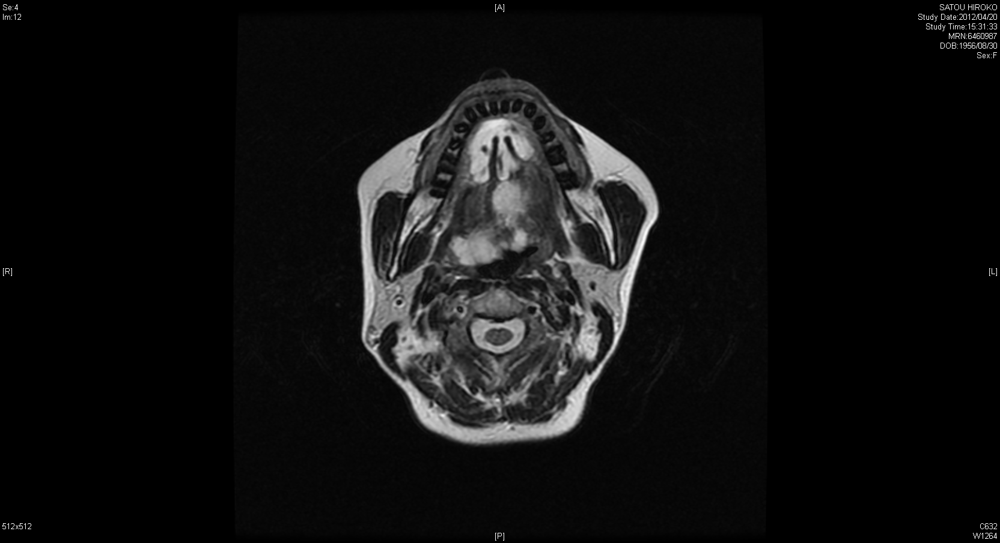 Se:4
Im:12
[A]
SATOU HIROKO
Study Date:2012/04/20
Study Time:15:31:33
MRN:6460987
DOB:1956/08/30
Sex:F
[R]
[L]
512x512
[P]
C632
W1264